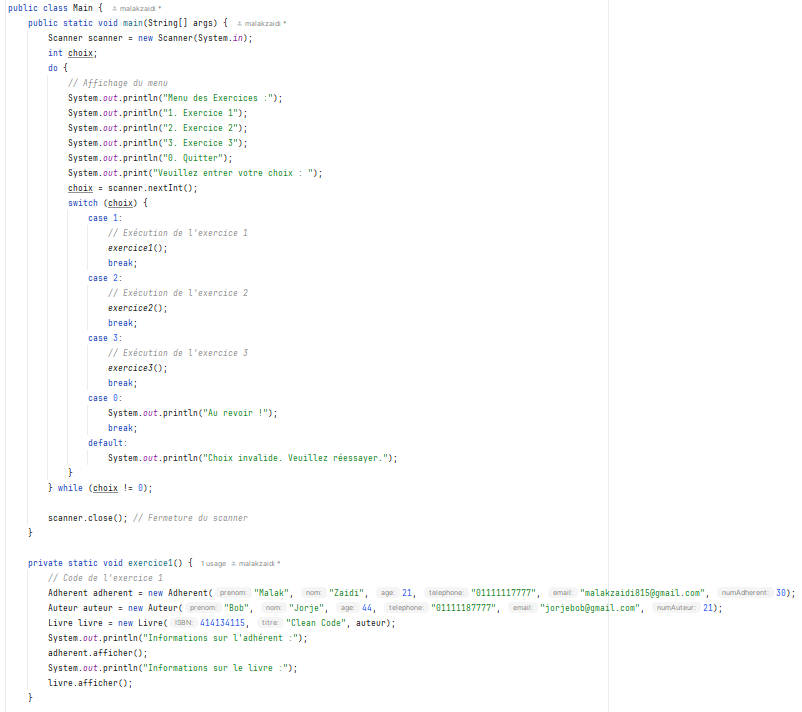 public class Main { malakzaidi *
public static void main(String[] args) { malakzaidi *
Scanner scanner = new Scanner(System.in);
int choix;
do {
// Affichage du menu
System.out.println("Menu des Exercices :");
System.out.println("1. Exercice 1");
System.out.println("2. Exercice 2");
System.out.println("3. Exercice 3");
System.out.println("0. Quitter");
System.out.print("Veuillez entrer votre choix : ");
choix = scanner.nextInt();
switch (choix) {
case 1:
// Exécution de l'exercice 1
exercice1();
break;
case 2:
// Exécution de l'exercice 2
exercice2();
break;
case 3:
// Exécution de l'exercice 3
exercice3();
break;
case 0:
System.out.println("Au revoir !");
break;
default:
System.out.println("Choix invalide. Veuillez réessayer.");
}
} while (choix != 0);
scanner.close(); // Fermeture du scanner
}
private static void exercice1() { 1 usage malakzaidi *
// Code de l'exercice 1
Adherent adherent = new Adherent( prenom: "Malak", nom: "Zaidi", age: 21, telephone: "01111117777", email: "malakzaidi815@gmail.com", numAdherent: 30);
Auteur auteur = new Auteur( prenom: "Bob", nom: "Jorje", age: 44, telephone: "01111187777", email: "jorjebob@gmail.com", numAuteur: 21);
Livre livre = new Livre( ISBN: 414134115, titre: "Clean Code", auteur);
System.out.println("Informations sur l'adhérent :");
adherent.afficher();
System.out.println("Informations sur le livre :");
livre.afficher();
}